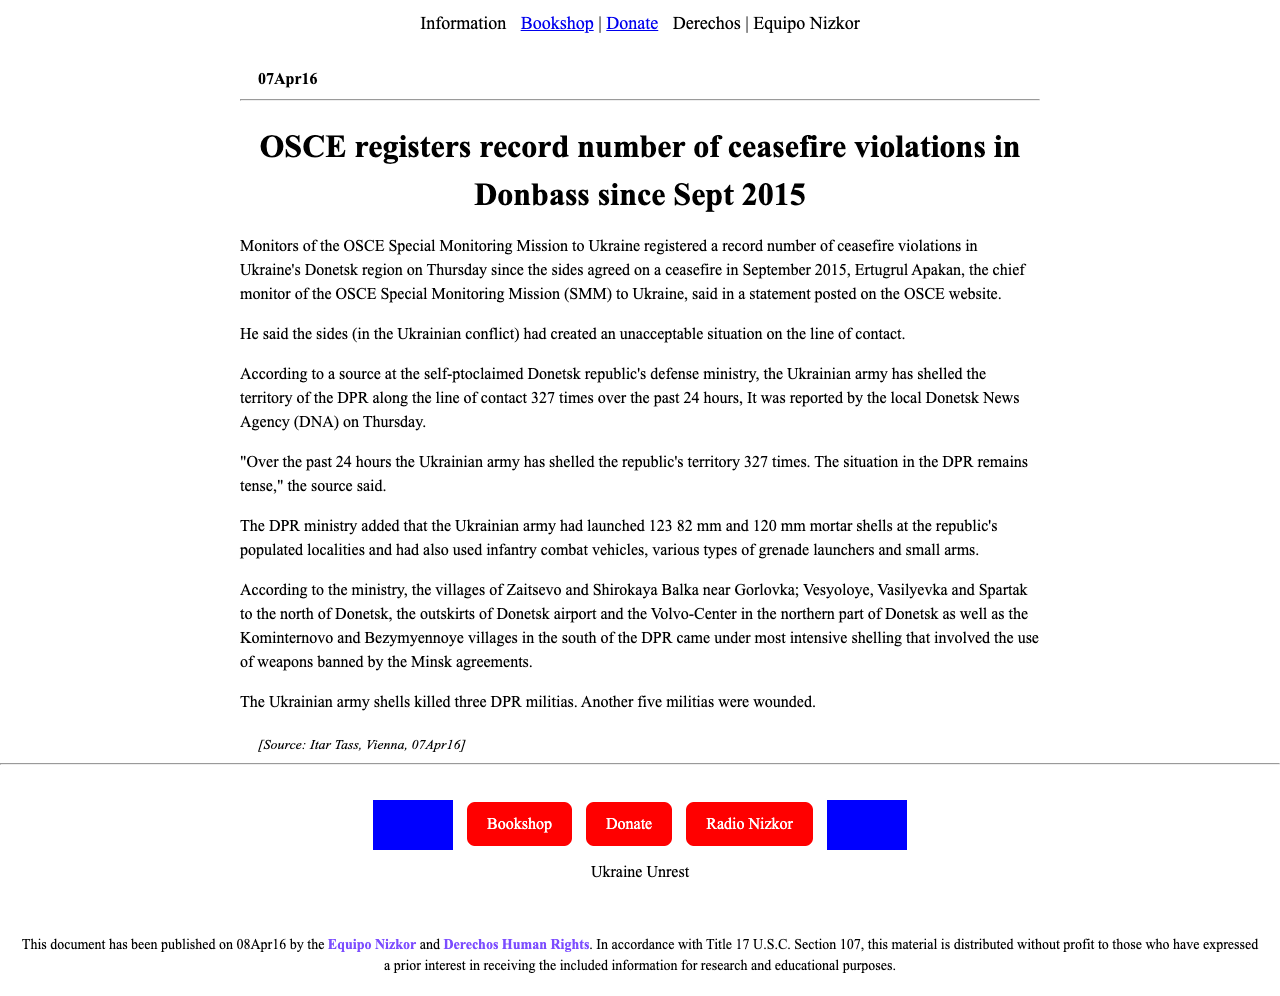 Information Bookshop | Donate Derechos | Equipo Nizkor
07Apr16
OSCE registers record number of ceasefire violations in
Donbass since Sept 2015
Monitors of the OSCE Special Monitoring Mission to Ukraine registered a record number of ceasefire violations in
Ukraine's Donetsk region on Thursday since the sides agreed on a ceasefire in September 2015, Ertugrul Apakan, the chief
monitor of the OSCE Special Monitoring Mission (SMM) to Ukraine, said in a statement posted on the OSCE website.
He said the sides (in the Ukrainian conflict) had created an unacceptable situation on the line of contact.
According to a source at the self-ptoclaimed Donetsk republic's defense ministry, the Ukrainian army has shelled the
territory of the DPR along the line of contact 327 times over the past 24 hours, It was reported by the local Donetsk News
Agency (DNA) on Thursday.
"Over the past 24 hours the Ukrainian army has shelled the republic's territory 327 times. The situation in the DPR remains
tense," the source said.
The DPR ministry added that the Ukrainian army had launched 123 82 mm and 120 mm mortar shells at the republic's
populated localities and had also used infantry combat vehicles, various types of grenade launchers and small arms.
According to the ministry, the villages of Zaitsevo and Shirokaya Balka near Gorlovka; Vesyoloye, Vasilyevka and Spartak
to the north of Donetsk, the outskirts of Donetsk airport and the Volvo-Center in the northern part of Donetsk as well as the
Kominternovo and Bezymyennoye villages in the south of the DPR came under most intensive shelling that involved the use
of weapons banned by the Minsk agreements.
The Ukrainian army shells killed three DPR militias. Another five militias were wounded.
[Source: Itar Tass, Vienna, 07Apr16]
Bookshop Donate Radio Nizkor
Ukraine Unrest
This document has been published on 08Apr16 by the Equipo Nizkor and Derechos Human Rights. In accordance with Title 17 U.S.C. Section 107, this material is distributed without profit to those who have expressed
a prior interest in receiving the included information for research and educational purposes.